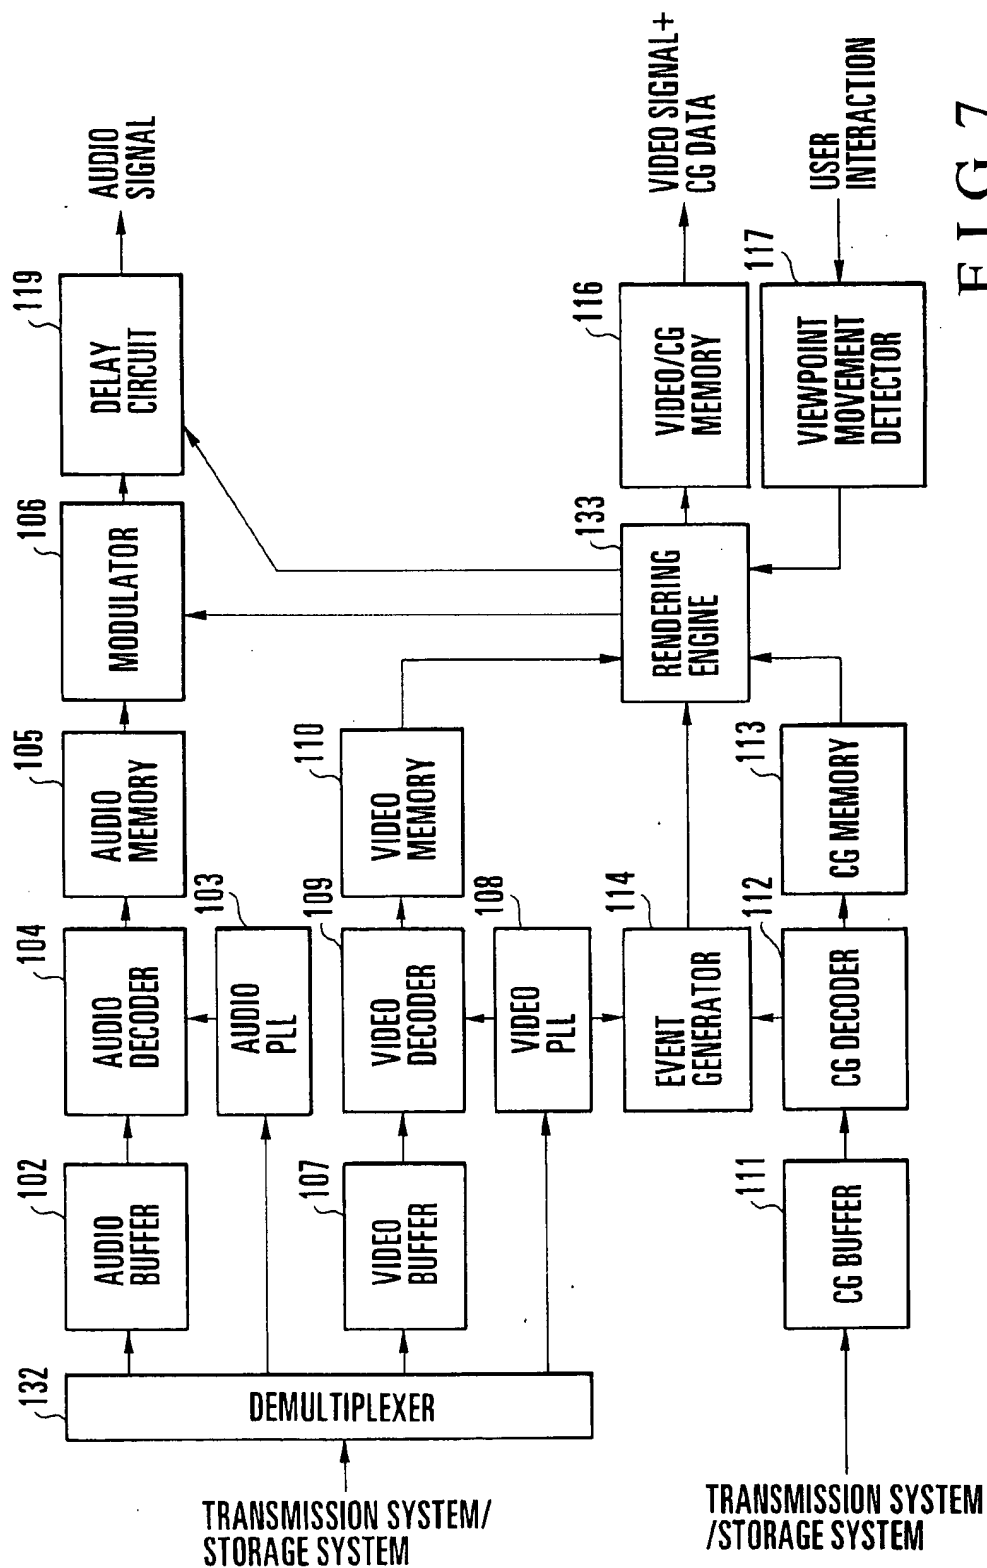 TRANSMISSION SYSTEM/
STORAGE SYSTEM
132
DEMULTIPLEXER
102
AUDIO
BUFFER
104
AUDIO
DECODER
103
AUDIO
PLL
105
AUDIO
MEMORY
106
MODULATOR
119
DELAY
CIRCUIT
AUDIO
SIGNAL
107
VIDEO
BUFFER
109
VIDEO
DECODER
108
VIDEO
PLL
110
VIDEO
MEMORY
114
EVENT
GENERATOR
133
RENDERING
ENGINE
116
VIDEO/CG
MEMORY
VIDEO SIGNAL+
CG DATA
TRANSMISSION SYSTEM
/STORAGE SYSTEM
111
CG BUFFER
112
CG DECODER
113
CG MEMORY
117
VIEWPOINT
MOVEMENT
DETECTOR
USER
INTERACTION
FIG. 7